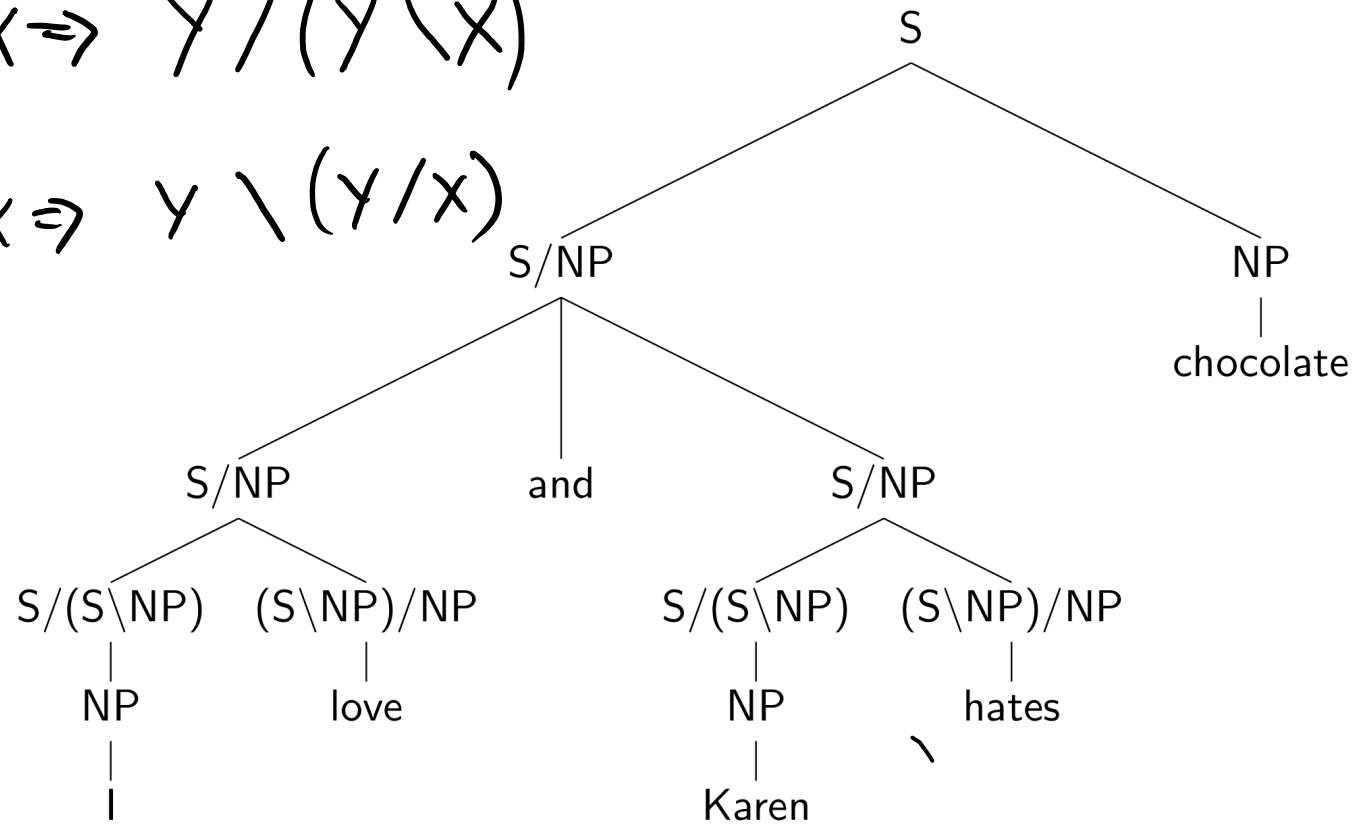 X ⇒ Y / (Y \ X)
X ⇒ Y \ (Y / X)
S
S/NP NP
chocolate
S/NP and S/NP
S/(S\NP) (S\NP)/NP S/(S\NP) (S\NP)/NP
NP love NP hates
I Karen